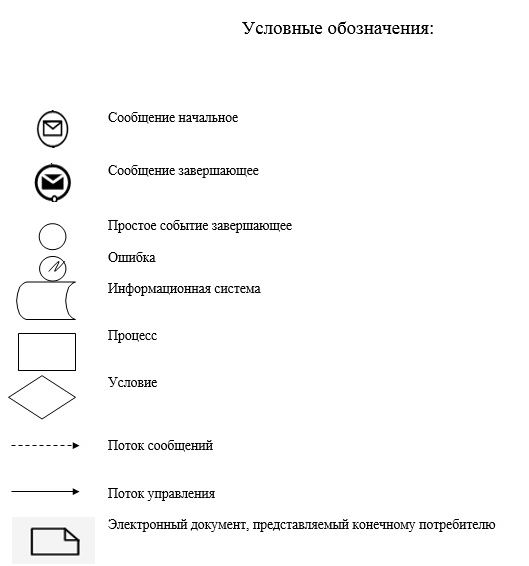 Условные обозначения:
Сообщение начальное
Сообщение завершающее
Простое событие завершающее
Ошибка
Информационная система
Процесс
Условие
Поток сообщений
Поток управления
Электронный документ, представляемый конечному потребителю